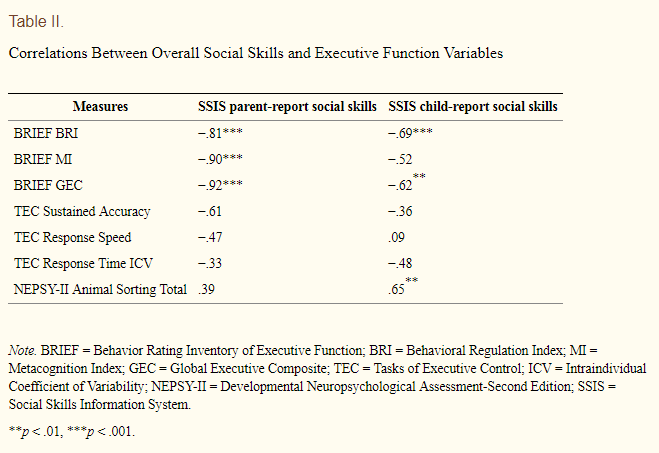 Table II.
Correlations Between Overall Social Skills and Executive Function Variables
Measures SSIS parent-report social skills SSIS child-report social skills
BRIEF BRI −.81*** −.69***
BRIEF MI −.90*** −.52
BRIEF GEC −.92*** −.62**
TEC Sustained Accuracy −.61 −.36
TEC Response Speed −.47 .09
TEC Response Time ICV −.33 −.48
NEPSY-II Animal Sorting Total .39 .65**
Note. BRIEF = Behavior Rating Inventory of Executive Function; BRI = Behavioral Regulation Index; MI =
Metacognition Index; GEC = Global Executive Composite; TEC = Tasks of Executive Control; ICV = Intraindividual
Coefficient of Variability; NEPSY-II = Developmental Neuropsychological Assessment-Second Edition; SSIS =
Social Skills Information System.
**p < .01, ***p < .001.